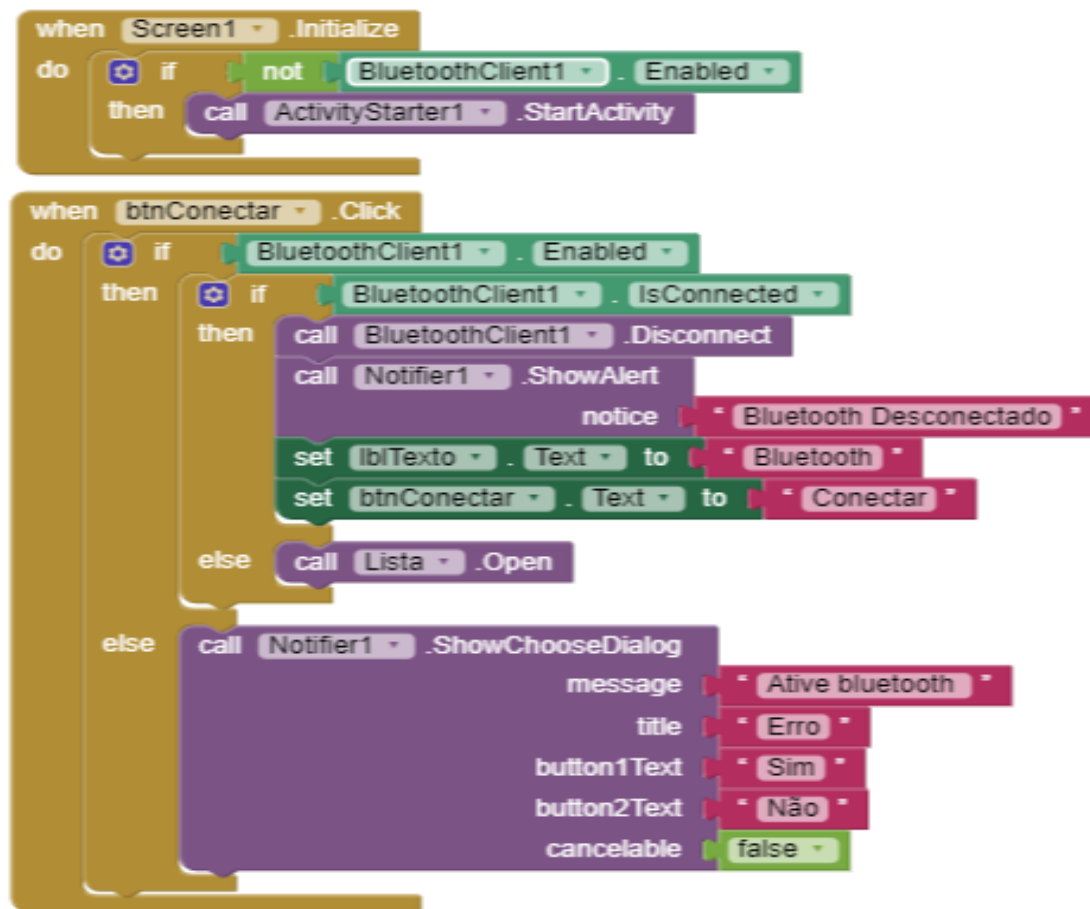 when Screen1 .Initialize
do if not BluetoothClient1 . Enabled
then call ActivityStarter1 .StartActivity
when btnConectar .Click
do if BluetoothClient1 . Enabled
then if BluetoothClient1 . IsConnected
then call BluetoothClient1 .Disconnect
call Notifier1 .ShowAlert
notice “ Bluetooth Desconectado ”
set lblTexto . Text to “ Bluetooth ”
set btnConectar . Text to “ Conectar ”
else call Lista .Open
else call Notifier1 .ShowChooseDialog
message “ Ative bluetooth ”
title “ Erro ”
button1Text “ Sim ”
button2Text “ Não ”
cancelable false